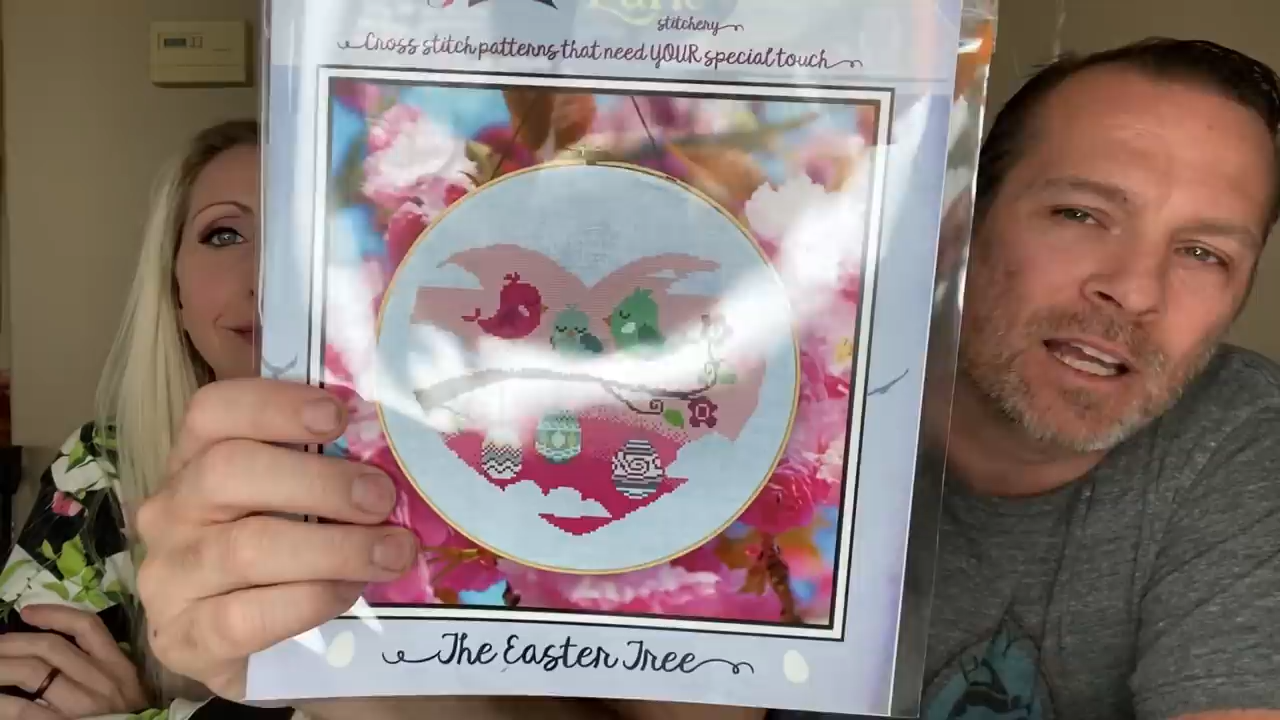 stitchery
Cross stitch patterns that need YOUR special touch
The Easter Tree